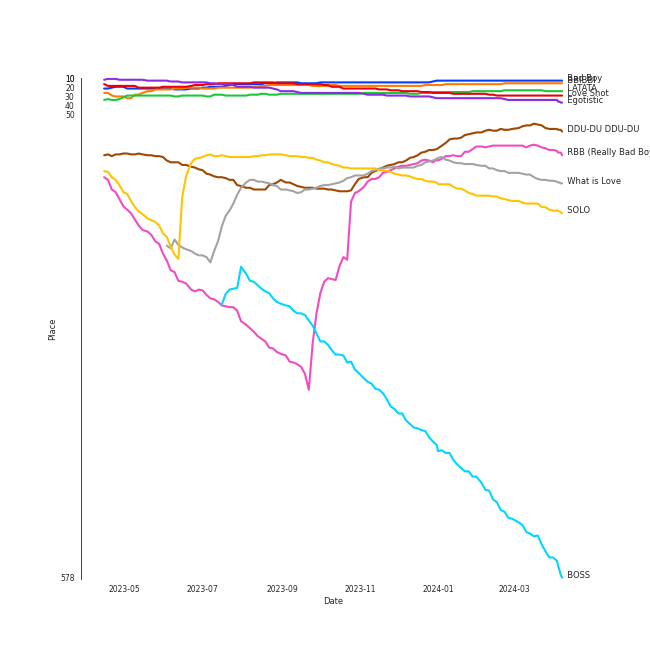 10
10
20
30
40
50
578
Place
Bad Boy
LATATA
Love Shot
Egotistic
DDU-DU DDU-DU
RBB (Really Bad Boy
What is Love
SOLO
BOSS
2023-05
2023-07
2023-09
2023-11
2024-01
2024-03
Date